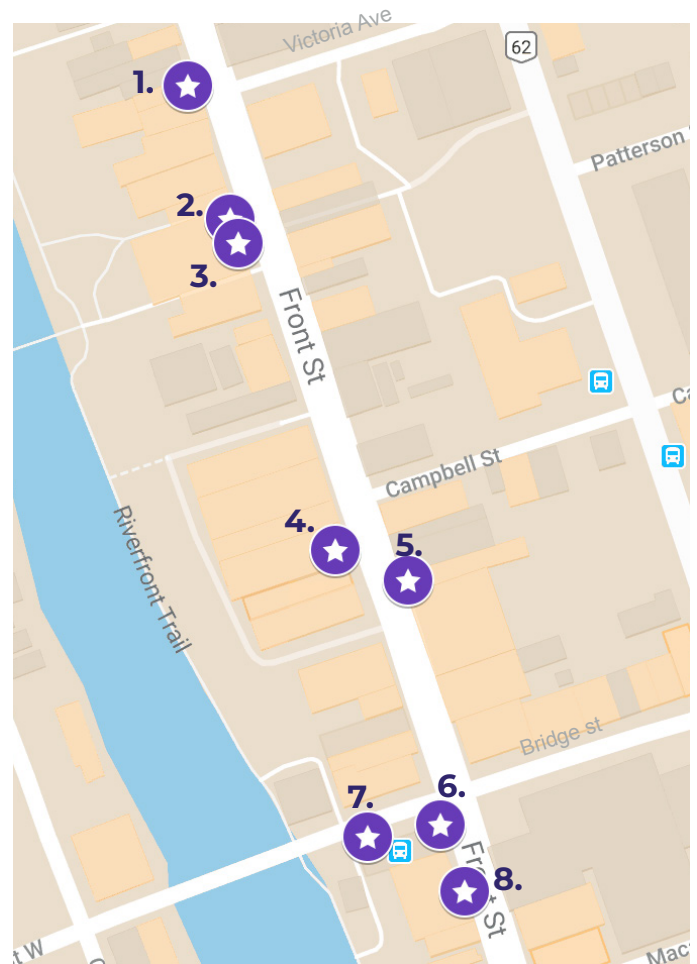 Victoria Ave
62
1.
Patterson
2.
3.
Front St
Campbell St
4.
5.
Riverfront Trail
Bridge st
7.
6.
Front St
8.
W